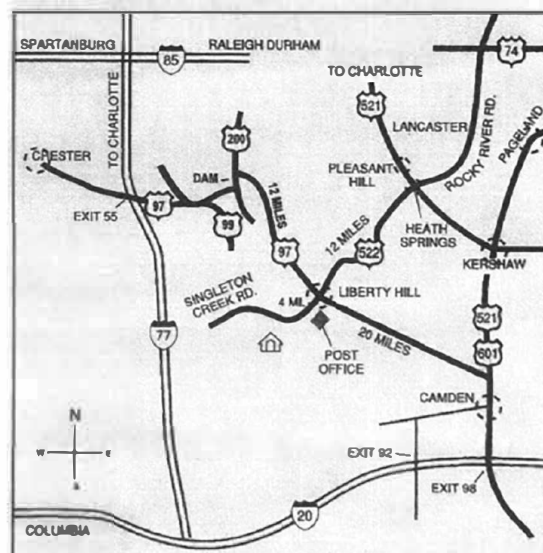 SPARTANBURG
85
RALEIGH DURHAM
74
TO CHARLOTTE
TO CHARLOTTE
521
LANCASTER
ROCKY RIVER RD.
PAGELAND
200
CHESTER
DAM
PLEASANT
HILL
EXIT 55
97
99
12 MILES
97
12 MILES
522
HEATH
SPRINGS
KERSHAW
SINGLETON
CREEK RD.
4 MI.
LIBERTY HILL
521
601
77
POST
OFFICE
20 MILES
CAMDEN
N
W
E
EXIT 92
EXIT 98
20
COLUMBIA